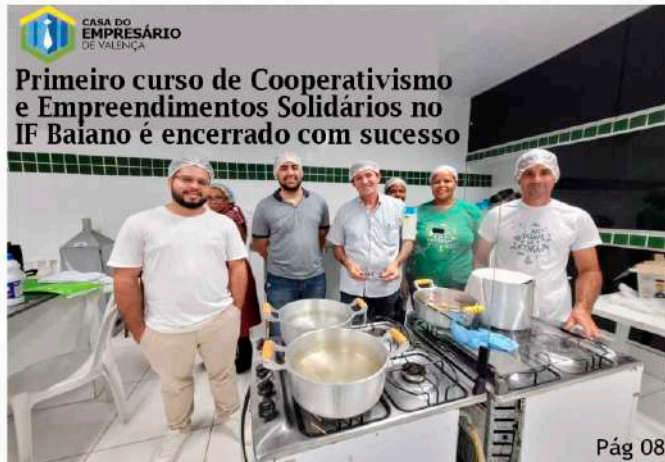 CASA DO
EMPRESÁRIO
DE VALENÇA
Primeiro curso de Cooperativismo
e Empreendimentos Solidários no
IF Baiano é encerrado com sucesso
Pág 08